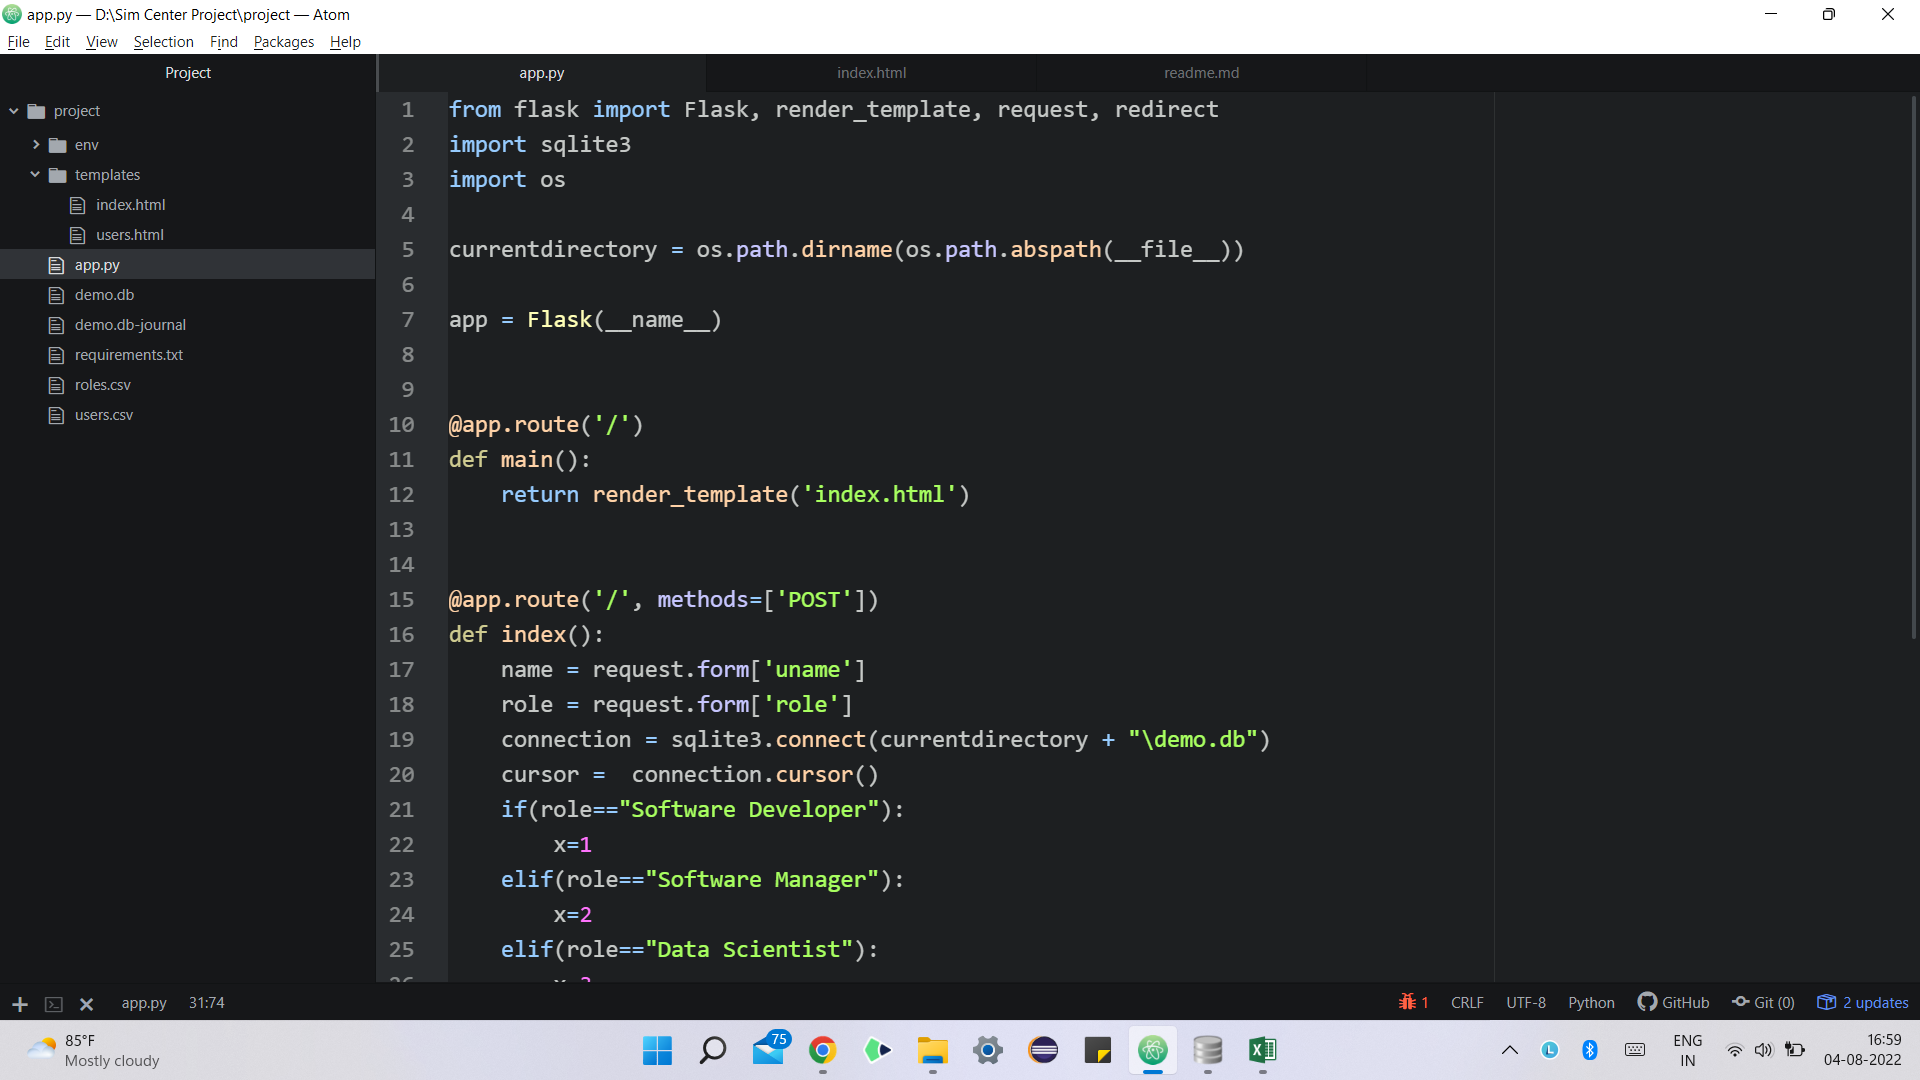 app.py — D:\Sim Center Project\project — Atom
File Edit View Selection Find Packages Help
Project
project
env
templates
index.html
users.html
app.py
demo.db
demo.db-journal
requirements.txt
roles.csv
users.csv
app.py index.html readme.md
1 from flask import Flask, render_template, request, redirect
2 import sqlite3
3 import os
4
5 currentdirectory = os.path.dirname(os.path.abspath(__file__))
6
7 app = Flask(__name__)
8
9
10 @app.route('/')
11 def main():
12     return render_template('index.html')
13
14
15 @app.route('/', methods=['POST'])
16 def index():
17     name = request.form['uname']
18     role = request.form['role']
19     connection = sqlite3.connect(currentdirectory + "\demo.db")
20     cursor =  connection.cursor()
21     if(role=="Software Developer"):
22         x=1
23     elif(role=="Software Manager"):
24         x=2
25     elif(role=="Data Scientist"):
app.py 31:74 1 CRLF UTF-8 Python GitHub Git (0) 2 updates
85°F
Mostly cloudy
75
L
ENG
IN
16:59
04-08-2022